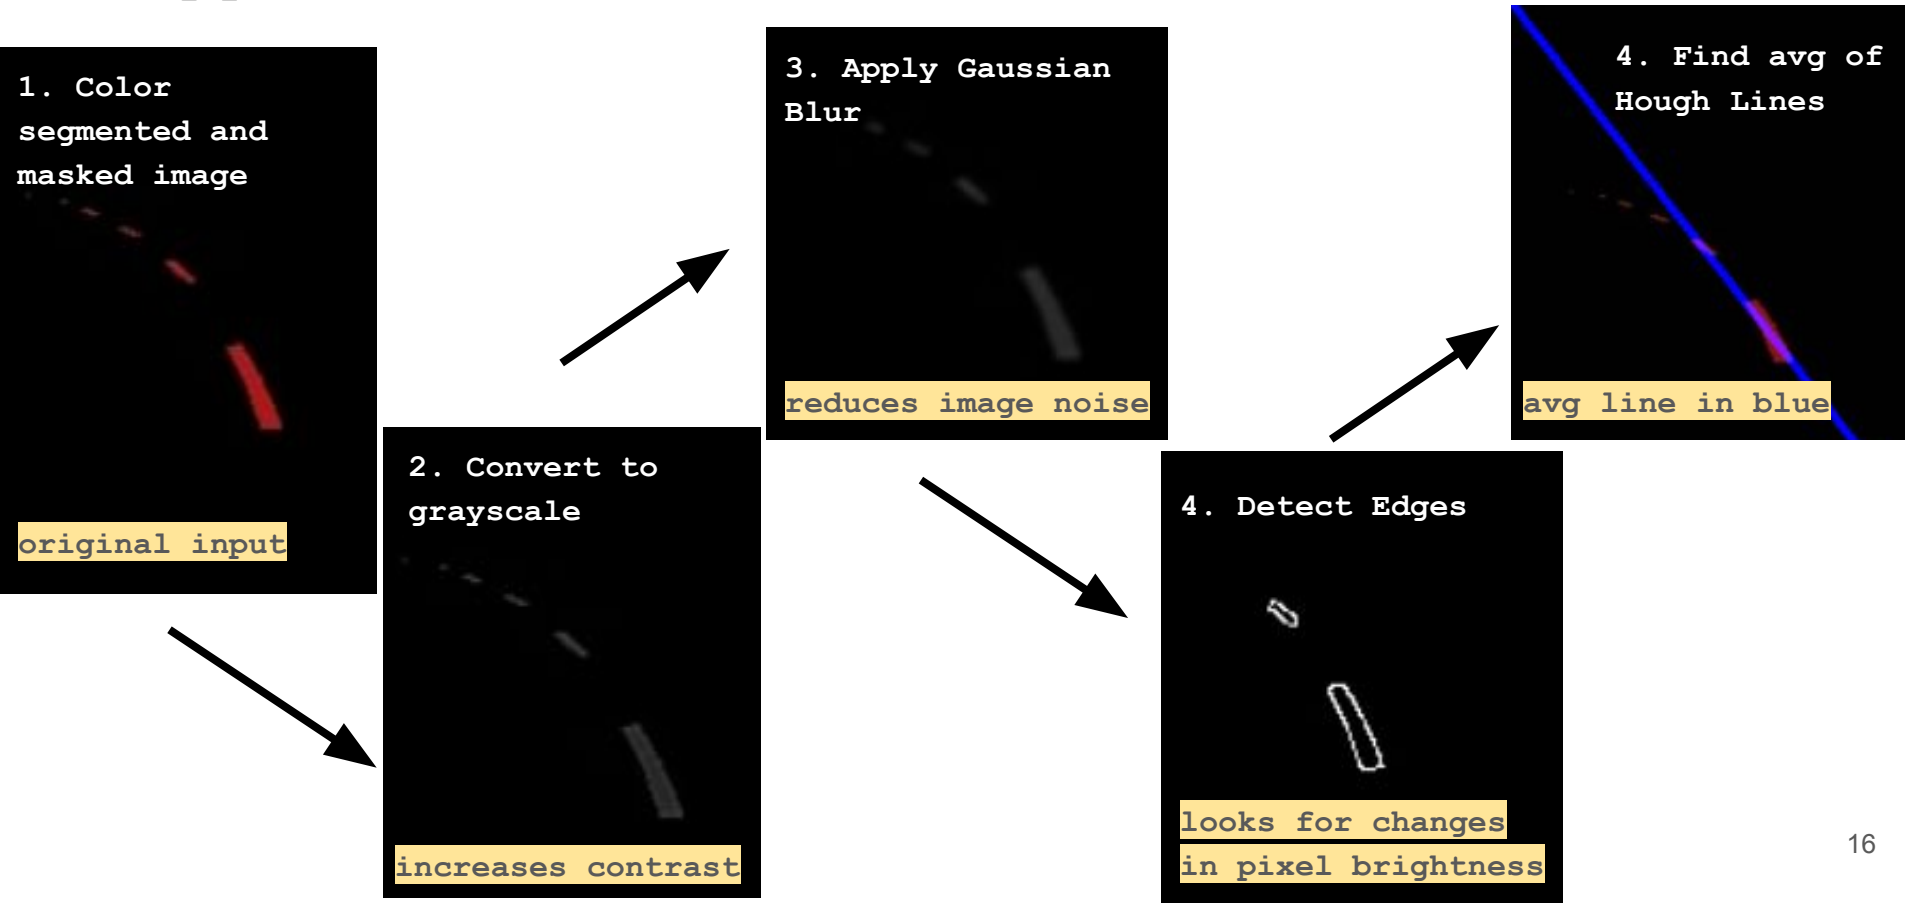 1. Color
segmented and
masked image
original input
2. Convert to
grayscale
increases contrast
3. Apply Gaussian
Blur
reduces image noise
4. Detect Edges
looks for changes
in pixel brightness
4. Find avg of
Hough Lines
avg line in blue
16